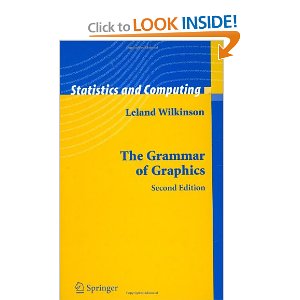 Click to
LOOK INSIDE!
Statistics and Computing
Leland Wilkinson
The Grammar
of Graphics
Second Edition
Springer